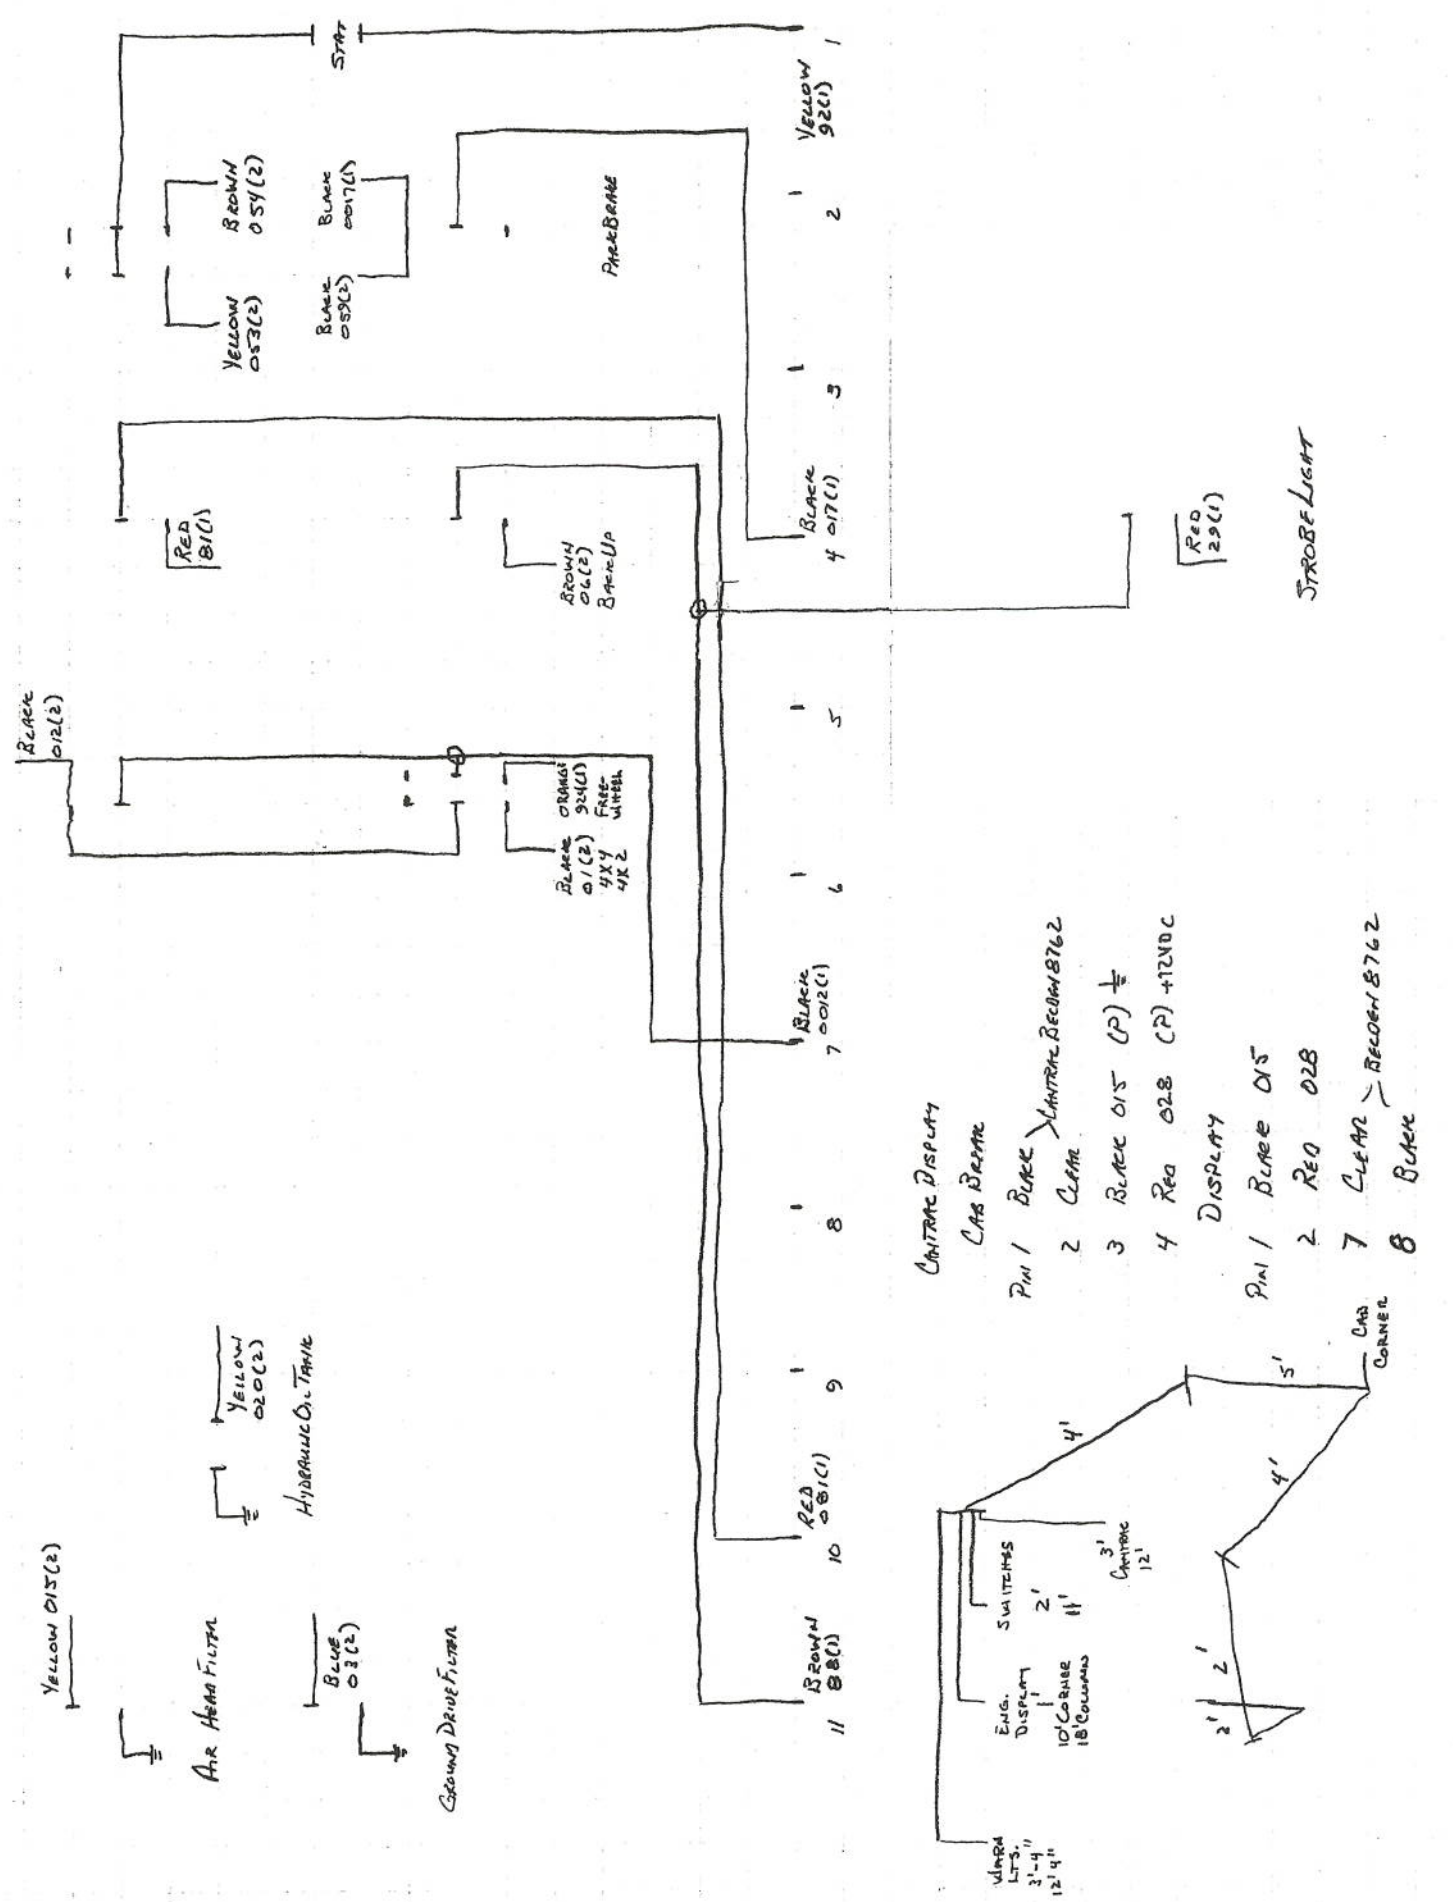 BLACK
012(2)
STAT
BROWN
054(2)
BLACK
0017(1)
YELLOW
053(2)
BLACK
059(2)
PARK BRAKE
RED
81(1)
BROWN
06(2)
BACKUP
ORANGE
924(1)
FREE-
WHEEL
BLACK
01(2)
4X4
4X2
YELLOW 015(2)
AIR HEAD FILTER
YELLOW
020(2)
HYDRAULIC OIL TANK
BLUE
03(2)
GROUND DRIVE FILTER
BROWN
88(1)
11
RED
081(1)
10
9
8
BLACK
0012(1)
7
6
5
BLACK
017(1)
4
3
2
YELLOW
92(1)
1
RED
29(1)
STROBE LIGHT
WARN
LTS.
3'-4"
12'4"
ENG.
DISPLAY
1'
10' CORNER
18' COLUMN
SWITCHES
2'
11'
3'
CANTRAC
12'
4'
5'
CAB
CORNER
4'
2'
2'
CANTRAC DISPLAY
CAB BREAK
PIN 1 BLACK
2 CLEAR > CANTRAC BELDEN 8762
3 BLACK 015 (P) ⏚
4 RED 028 (P) +12VDC
DISPLAY
PIN 1 BLACK 015
2 RED 028
7 CLEAR
8 BLACK > BELDEN 8762